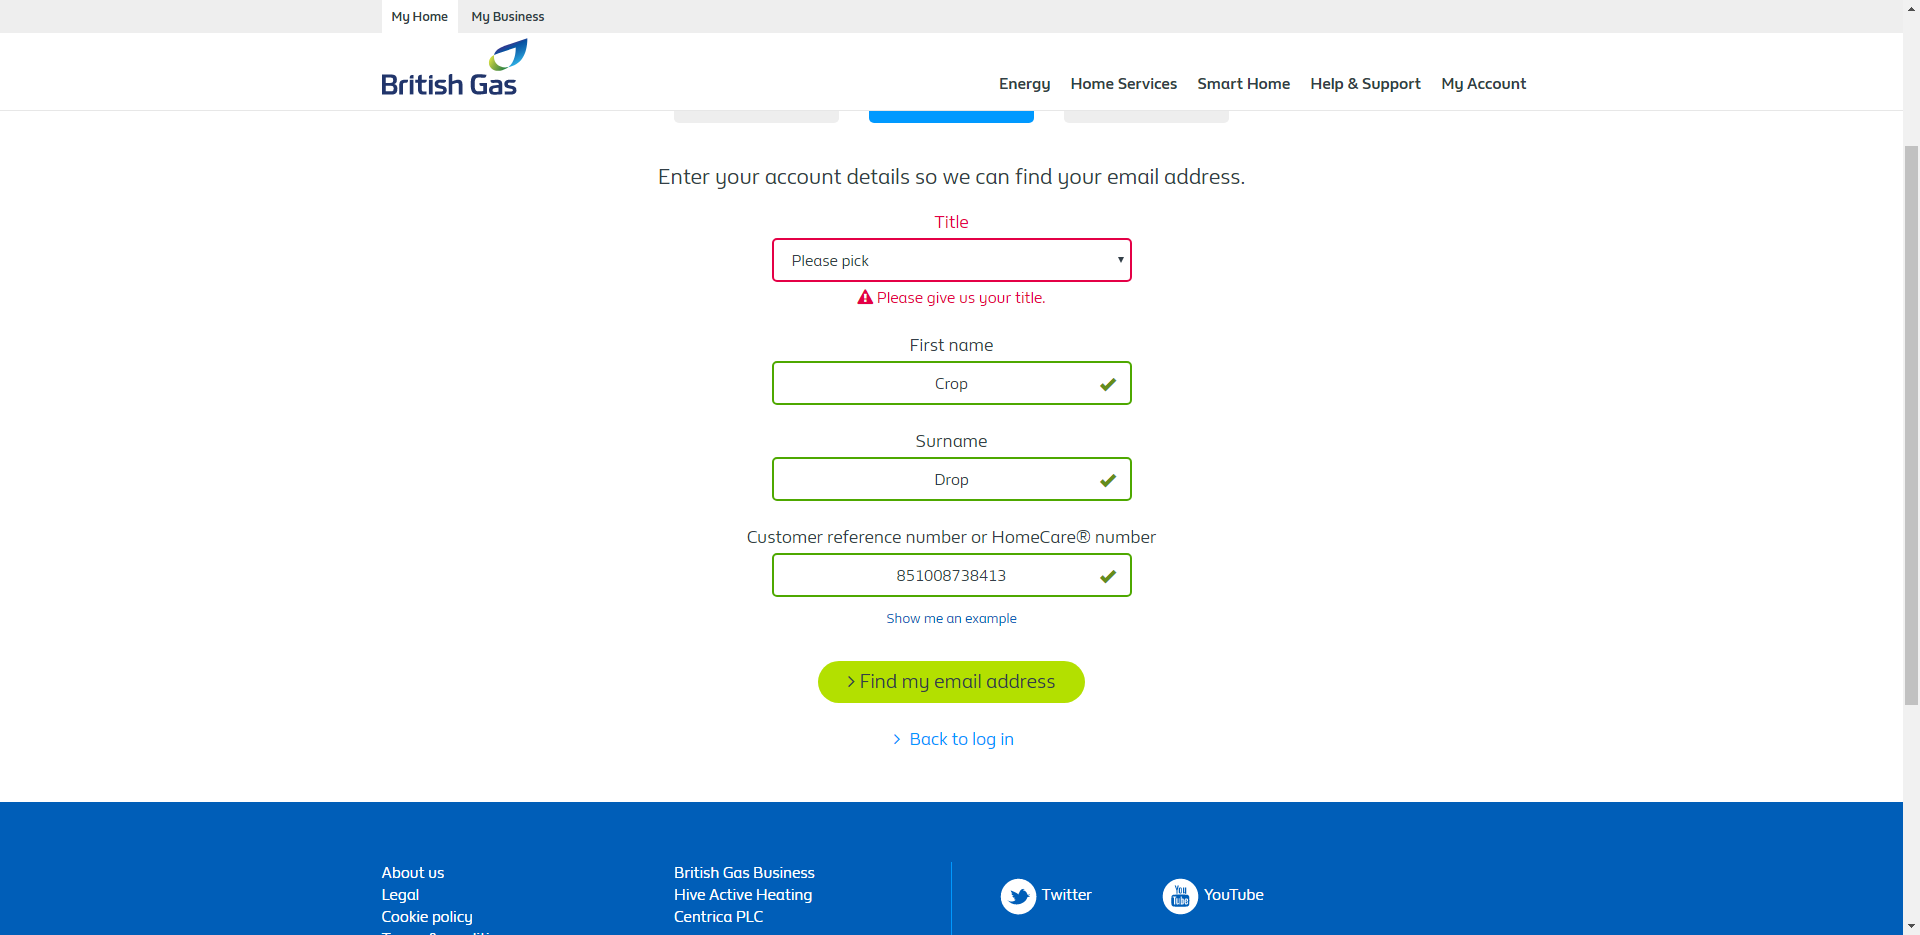 My Home My Business
British Gas
Energy Home Services Smart Home Help & Support My Account
Enter your account details so we can find your email address.
Title
Please pick
Please give us your title.
First name
Crop
Surname
Drop
Customer reference number or HomeCare® number
851008738413
Show me an example
> Find my email address
> Back to log in
About us
Legal
Cookie policy
British Gas Business
Hive Active Heating
Centrica PLC
You Tube
Twitter
YouTube